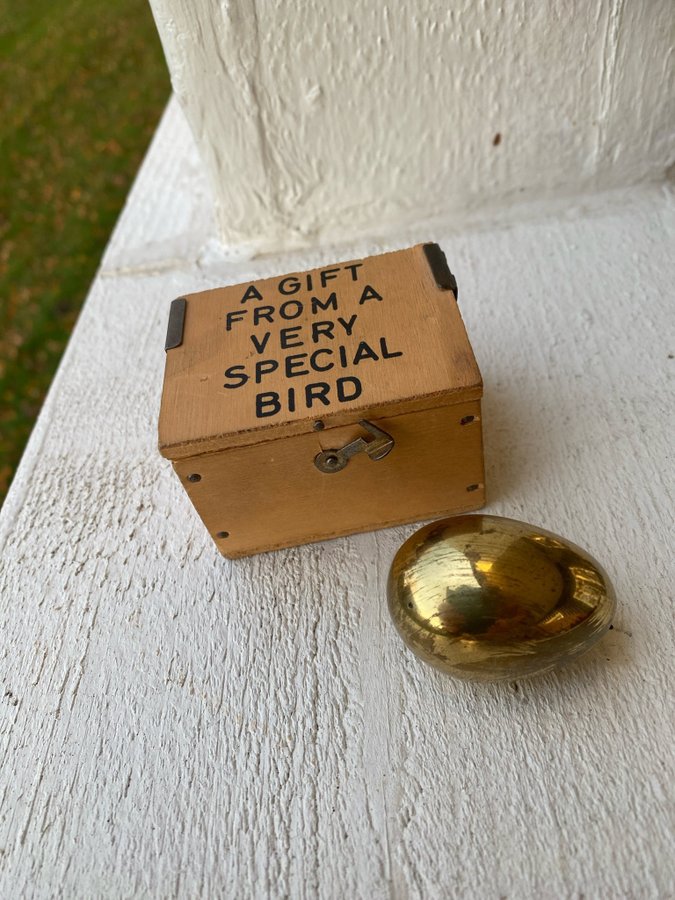 A GIFT
FROM A
VERY
SPECIAL
BIRD